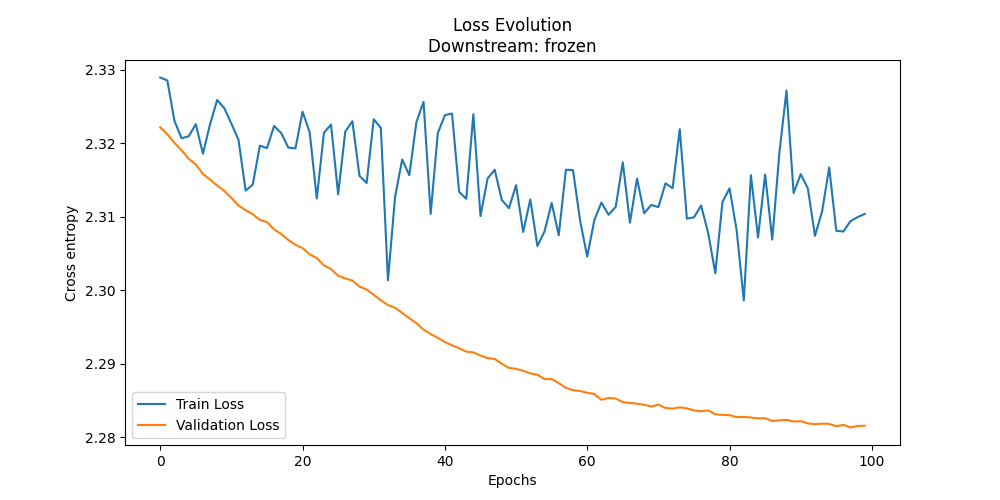 Loss Evolution
Downstream: frozen
2.33
2.32
2.31
2.30
2.29
2.28
Cross entropy
Train Loss
Validation Loss
0
20
40
60
80
100
Epochs